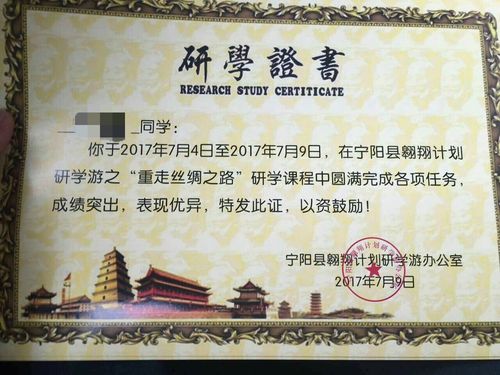 研學證書
RESEARCH STUDY CERTITICATE
同学：
你于2017年7月4日至2017年7月9日，在宁阳县翱翔计划
研学游之“重走丝绸之路”研学课程中圆满完成各项任务，
成绩突出，表现优异，特发此证，以资鼓励！
宁阳县翱翔计划研学游办公室
2017年7月9日